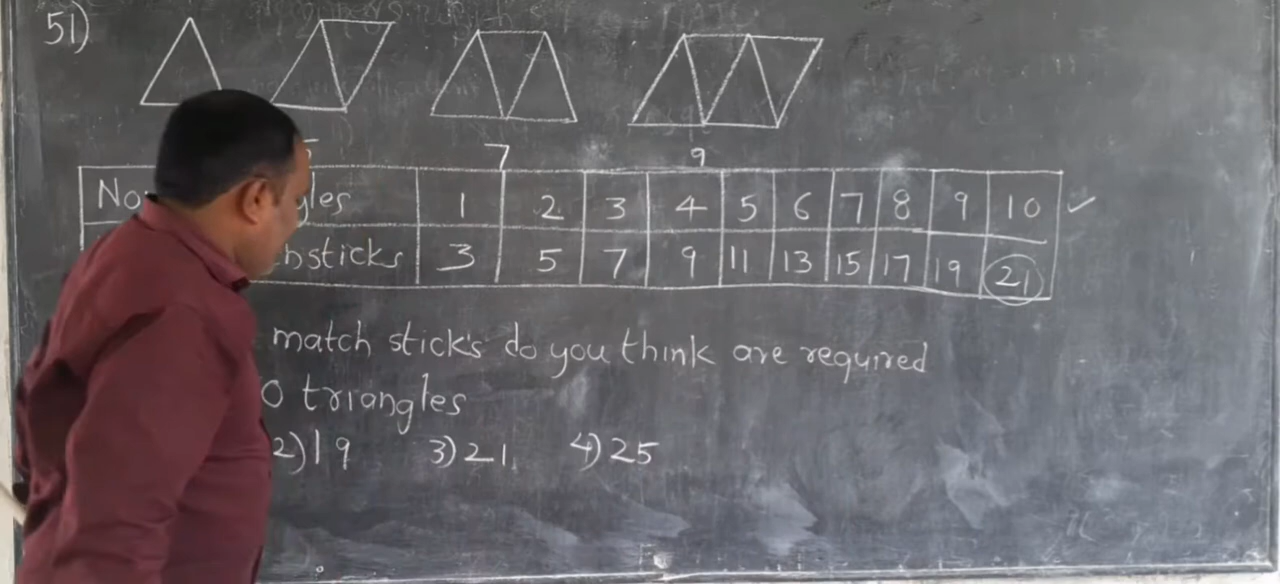 51)
7 9
No 1 2 3 4 5 6 7 8 9 10
sticks 3 5 7 9 11 13 15 17 19 21
match stick's do you think are required
triangles
2) 19 3) 21 4) 25